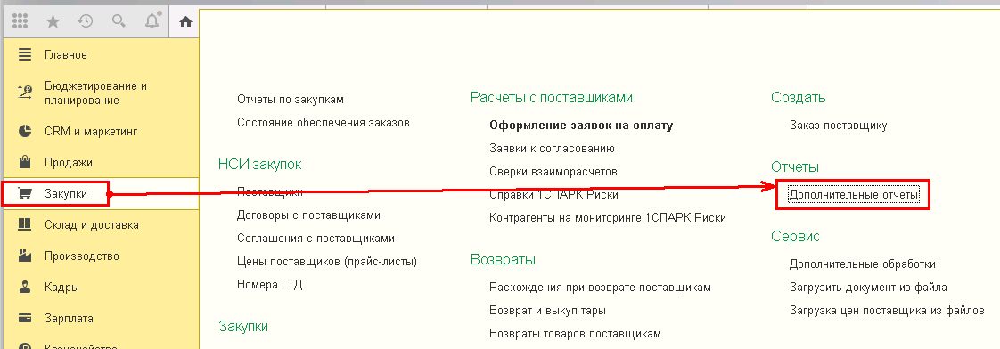 Главное
Бюджетирование и
планирование
CRM и маркетинг
Продажи
Закупки
Склад и доставка
Производство
Кадры
Зарплата
Отчеты по закупкам
Состояние обеспечения заказов
НСИ закупок
Поставщики
Договоры с поставщиками
Соглашения с поставщиками
Цены поставщиков (прайс-листы)
Номера ГТД
Закупки
Расчеты с поставщиками
Оформление заявок на оплату
Заявки к согласованию
Сверки взаиморасчетов
Справки 1СПАРК Риски
Контрагенты на мониторинге 1СПАРК Риски
Возвраты
Расхождения при возврате поставщикам
Возврат и выкуп тары
Возвраты товаров поставщикам
Создать
Заказ поставщику
Отчеты
Дополнительные отчеты
Сервис
Дополнительные обработки
Загрузить документ из файла
Загрузка цен поставщика из файлов